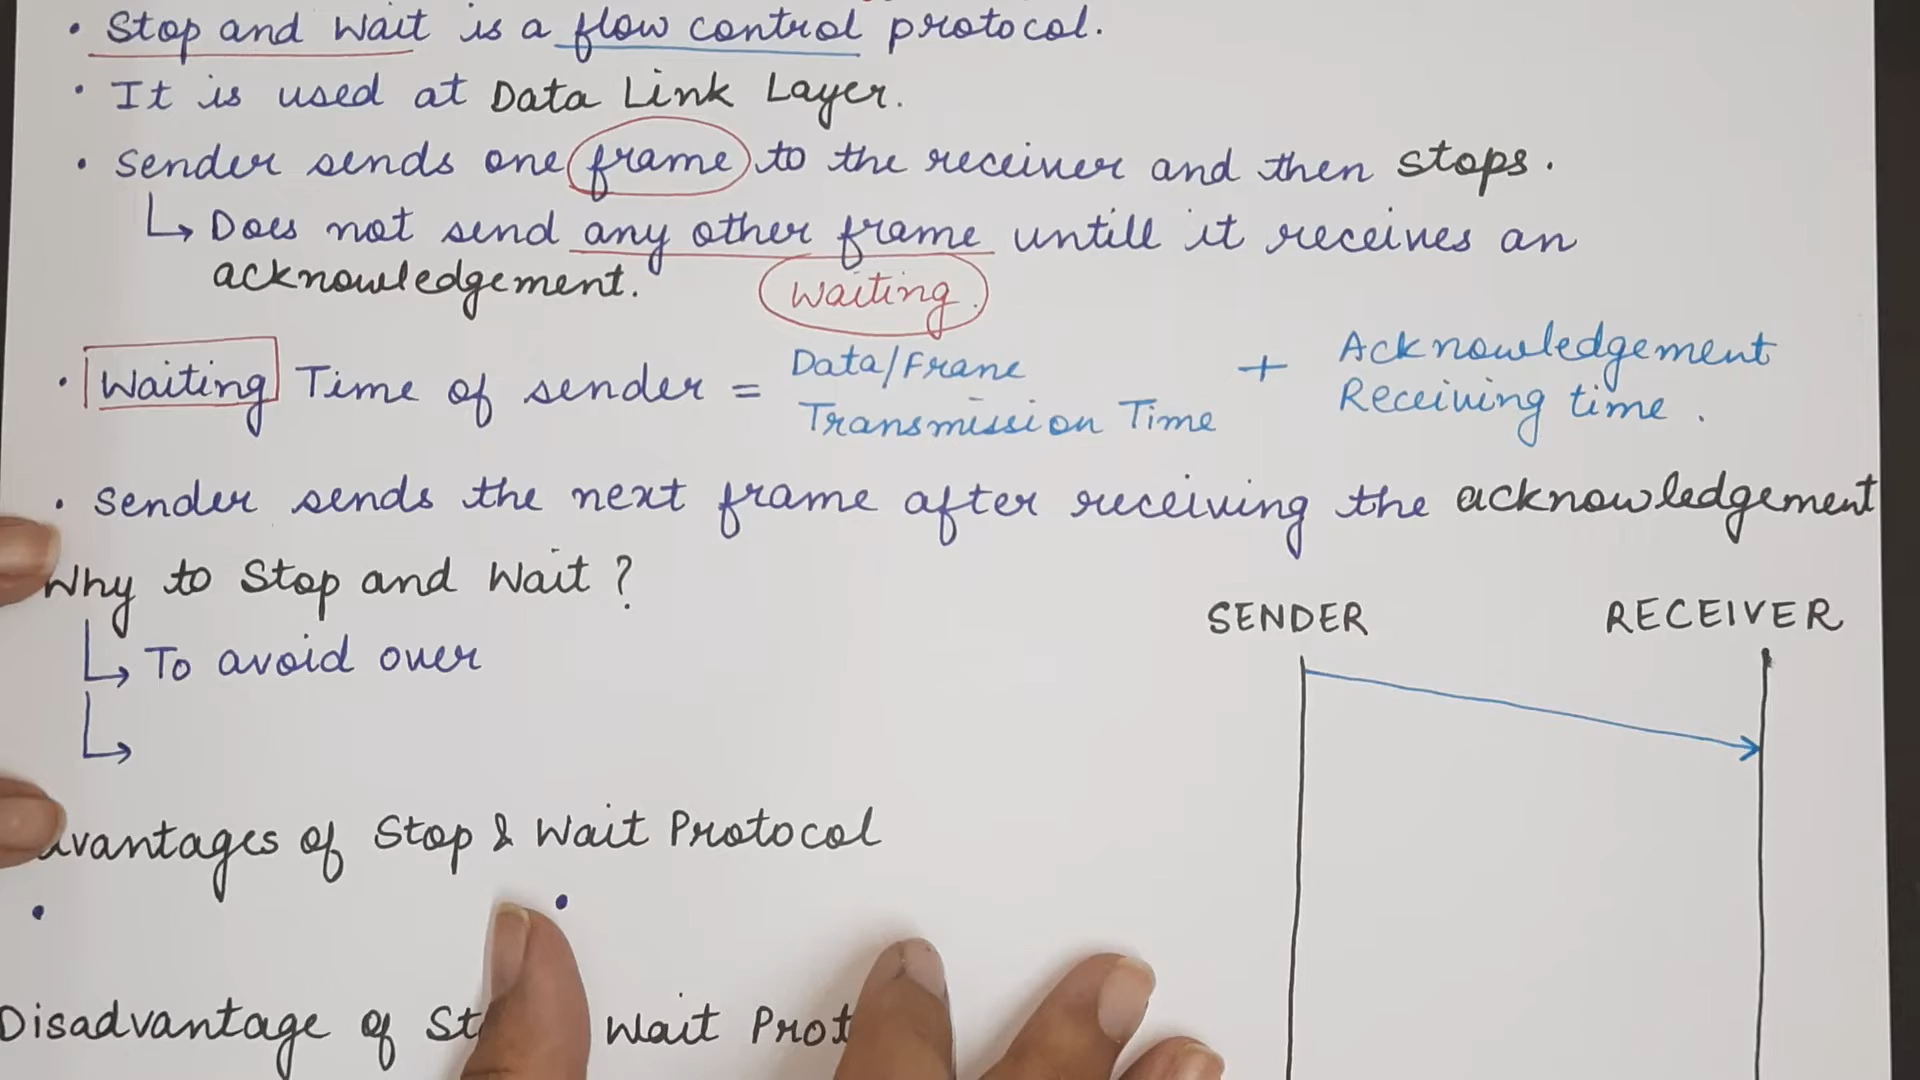 • Stop and Wait is a flow control protocol.
• It is used at Data Link Layer.
• Sender sends one frame to the receiver and then stops.
↳ Does not send any other frame untill it receives an
acknowledgement. Waiting.
• Waiting Time of sender = Data/Frane Transmission Time + Acknowledgement Receiving time.
• Sender sends the next frame after receiving the acknowledgement
Why to Stop and Wait?
↳ To avoid over
↳
SENDER RECEIVER
vantages of Stop & Wait Protocol
•
•
Disadvantage of St Wait Prot